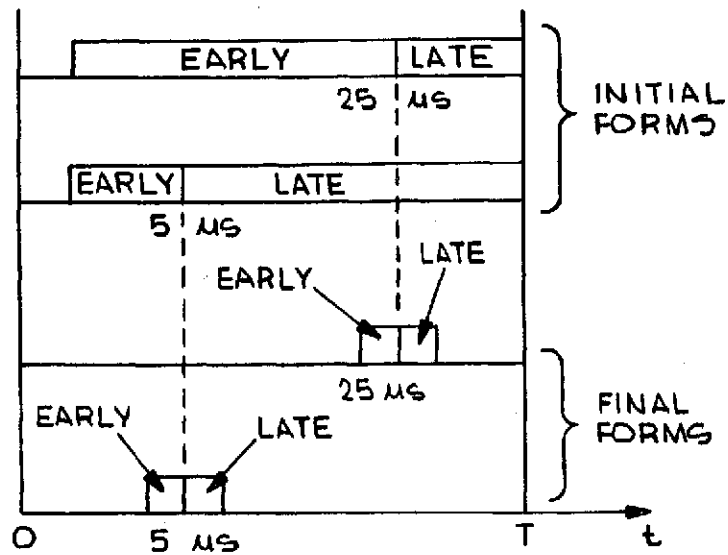 EARLY LATE
25 μs
INITIAL
FORMS
EARLY LATE
5 μs
LATE
EARLY
25 μs
FINAL
FORMS
EARLY
LATE
O 5 μs T t